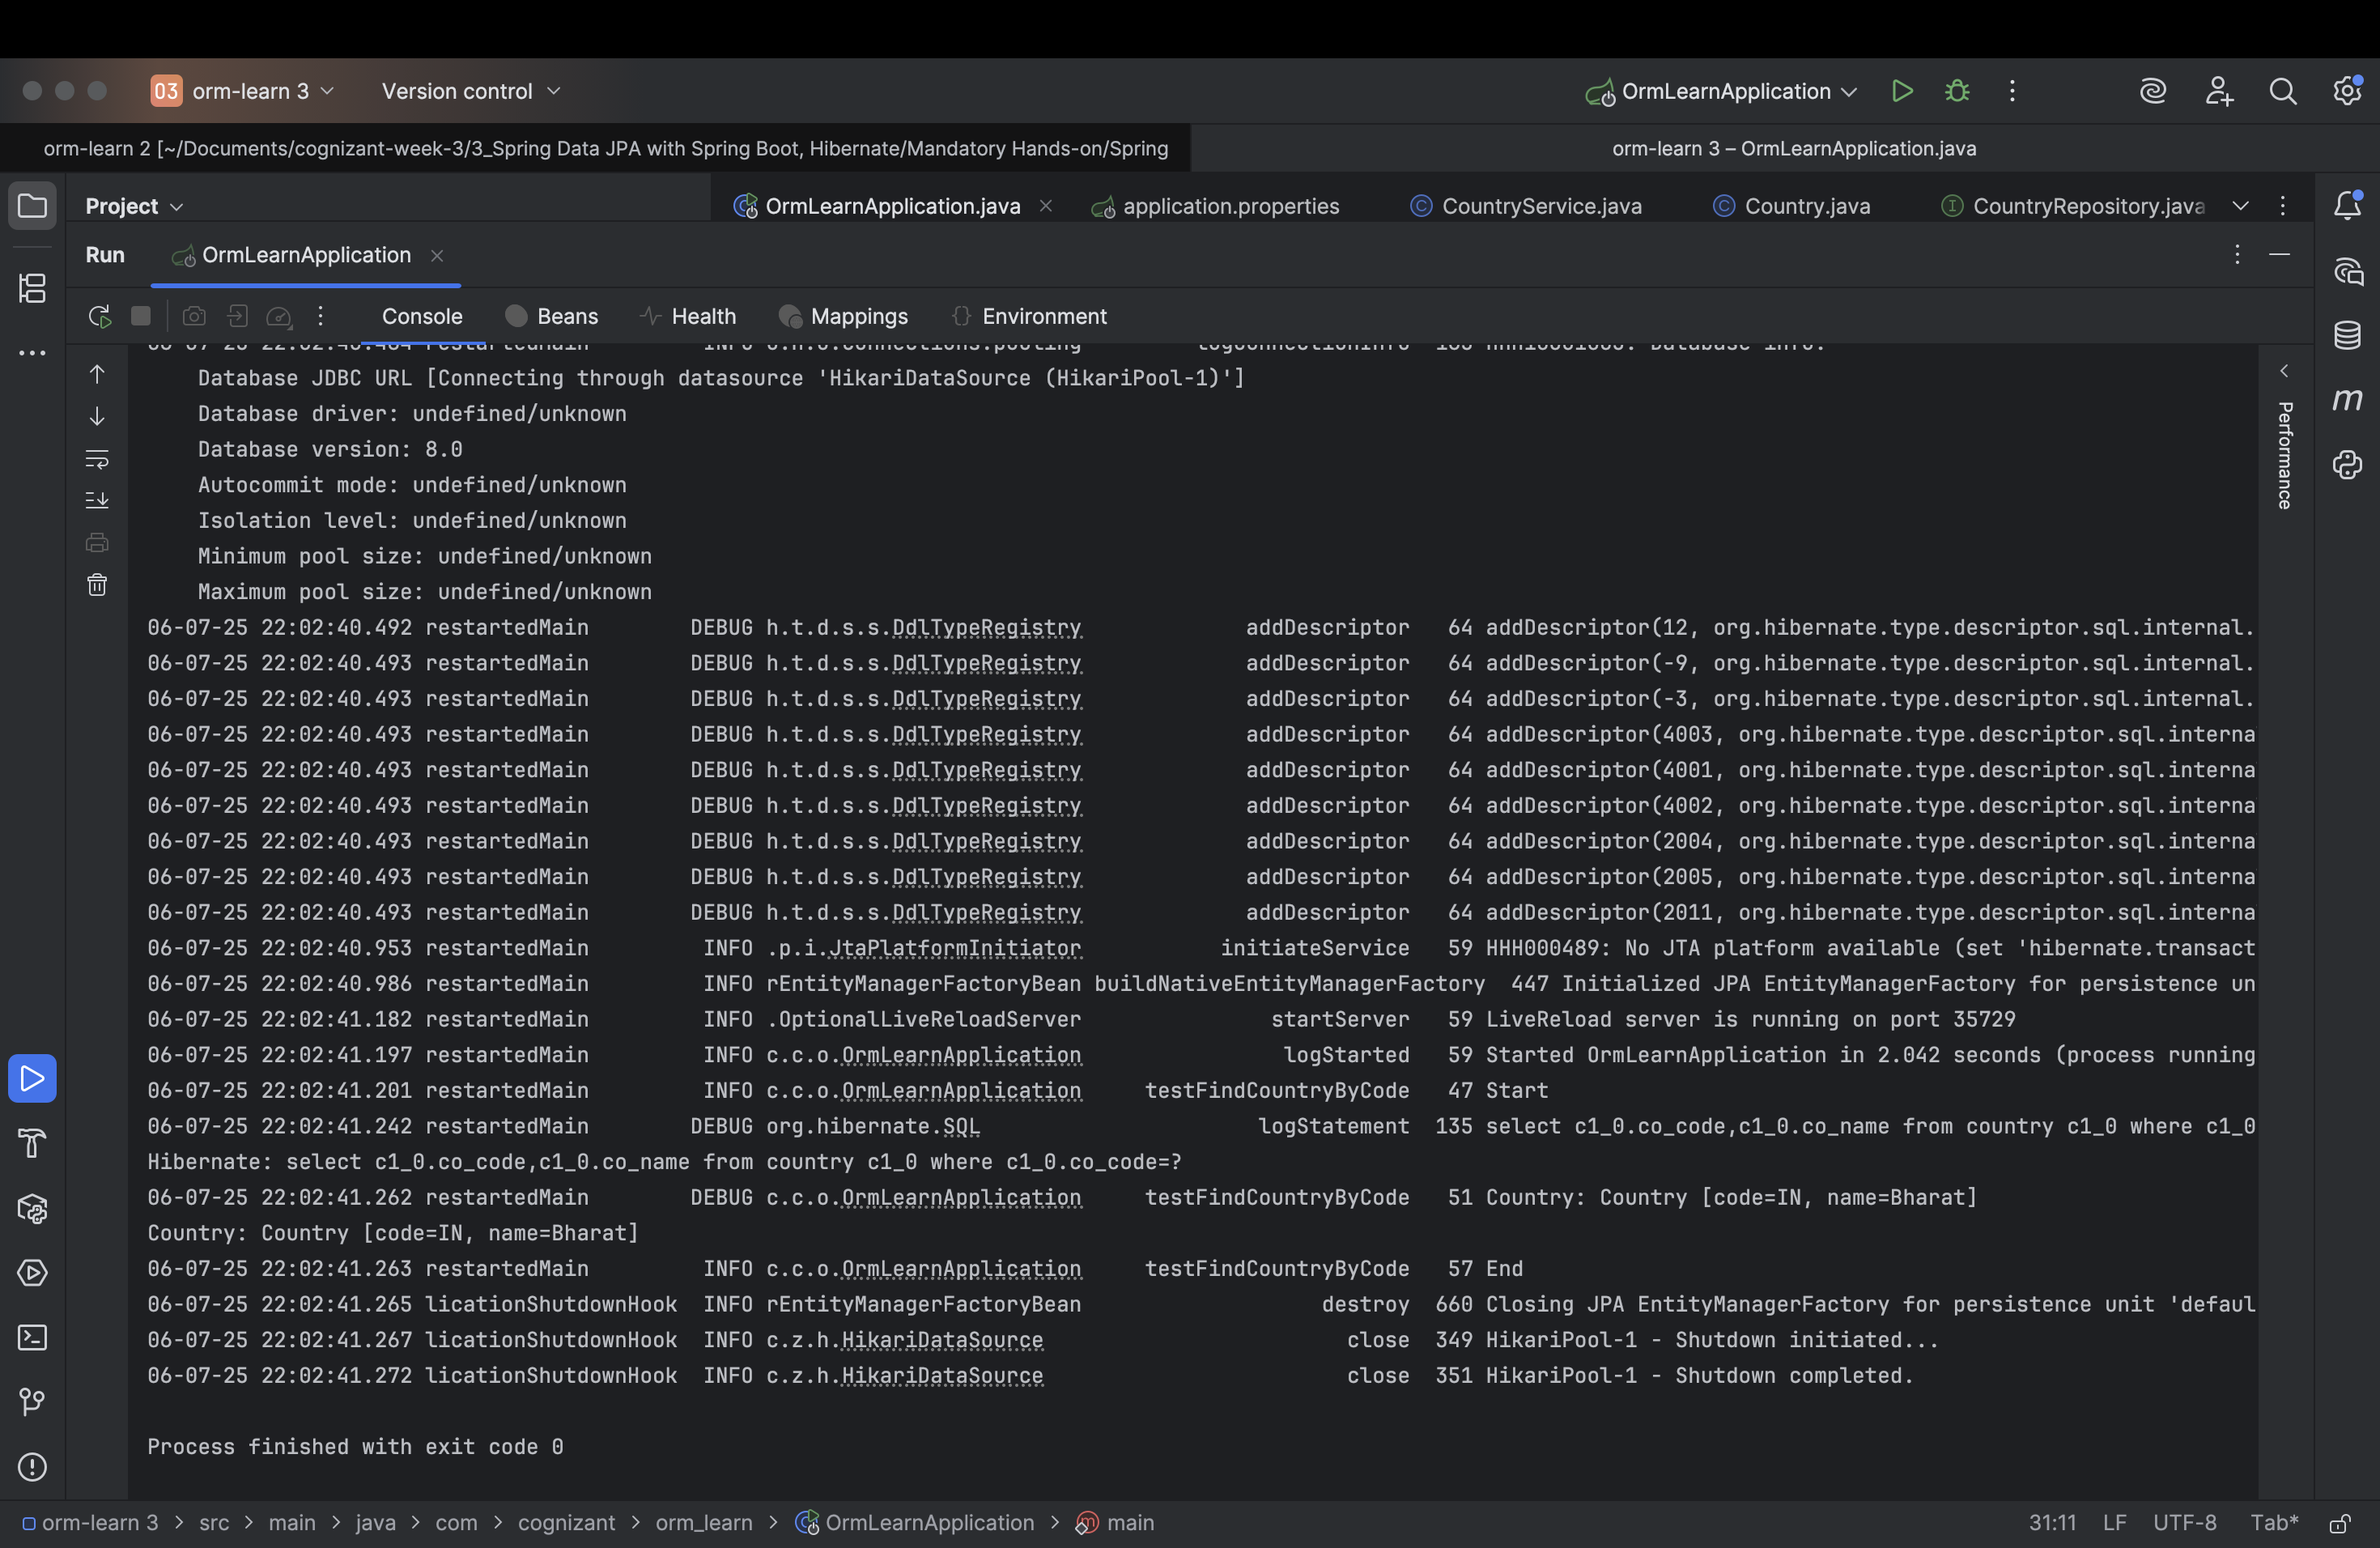 03 orm-learn 3 Version control OrmLearnApplication
orm-learn 2 [~/Documents/cognizant-week-3/3_Spring Data JPA with Spring Boot, Hibernate/Mandatory Hands-on/Spring orm-learn 3 – OrmLearnApplication.java
Project OrmLearnApplication.java application.properties CountryService.java Country.java CountryRepository.java
Run OrmLearnApplication
Console Beans Health Mappings Environment
Database JDBC URL [Connecting through datasource 'HikariDataSource (HikariPool-1)']
Database driver: undefined/unknown
Database version: 8.0
Autocommit mode: undefined/unknown
Isolation level: undefined/unknown
Minimum pool size: undefined/unknown
Maximum pool size: undefined/unknown
Performance
06-07-25 22:02:40.492 restartedMain DEBUG h.t.d.s.s.DdlTypeRegistry addDescriptor 64 addDescriptor(12, org.hibernate.type.descriptor.sql.internal.
06-07-25 22:02:40.493 restartedMain DEBUG h.t.d.s.s.DdlTypeRegistry addDescriptor 64 addDescriptor(-9, org.hibernate.type.descriptor.sql.internal.
06-07-25 22:02:40.493 restartedMain DEBUG h.t.d.s.s.DdlTypeRegistry addDescriptor 64 addDescriptor(-3, org.hibernate.type.descriptor.sql.internal.
06-07-25 22:02:40.493 restartedMain DEBUG h.t.d.s.s.DdlTypeRegistry addDescriptor 64 addDescriptor(4003, org.hibernate.type.descriptor.sql.interna
06-07-25 22:02:40.493 restartedMain DEBUG h.t.d.s.s.DdlTypeRegistry addDescriptor 64 addDescriptor(4001, org.hibernate.type.descriptor.sql.interna
06-07-25 22:02:40.493 restartedMain DEBUG h.t.d.s.s.DdlTypeRegistry addDescriptor 64 addDescriptor(4002, org.hibernate.type.descriptor.sql.interna
06-07-25 22:02:40.493 restartedMain DEBUG h.t.d.s.s.DdlTypeRegistry addDescriptor 64 addDescriptor(2004, org.hibernate.type.descriptor.sql.interna
06-07-25 22:02:40.493 restartedMain DEBUG h.t.d.s.s.DdlTypeRegistry addDescriptor 64 addDescriptor(2005, org.hibernate.type.descriptor.sql.interna
06-07-25 22:02:40.493 restartedMain DEBUG h.t.d.s.s.DdlTypeRegistry addDescriptor 64 addDescriptor(2011, org.hibernate.type.descriptor.sql.interna
06-07-25 22:02:40.953 restartedMain INFO .p.i.JtaPlatformInitiator initiateService 59 HHH000489: No JTA platform available (set 'hibernate.transact
06-07-25 22:02:40.986 restartedMain INFO rEntityManagerFactoryBean buildNativeEntityManagerFactory 447 Initialized JPA EntityManagerFactory for persistence un
06-07-25 22:02:41.182 restartedMain INFO .OptionalLiveReloadServer startServer 59 LiveReload server is running on port 35729
06-07-25 22:02:41.197 restartedMain INFO c.c.o.OrmLearnApplication logStarted 59 Started OrmLearnApplication in 2.042 seconds (process running
06-07-25 22:02:41.201 restartedMain INFO c.c.o.OrmLearnApplication testFindCountryByCode 47 Start
06-07-25 22:02:41.242 restartedMain DEBUG org.hibernate.SQL logStatement 135 select c1_0.co_code,c1_0.co_name from country c1_0 where c1_0
Hibernate: select c1_0.co_code,c1_0.co_name from country c1_0 where c1_0.co_code=?
06-07-25 22:02:41.262 restartedMain DEBUG c.c.o.OrmLearnApplication testFindCountryByCode 51 Country: Country [code=IN, name=Bharat]
Country: Country [code=IN, name=Bharat]
06-07-25 22:02:41.263 restartedMain INFO c.c.o.OrmLearnApplication testFindCountryByCode 57 End
06-07-25 22:02:41.265 licationShutdownHook INFO rEntityManagerFactoryBean destroy 660 Closing JPA EntityManagerFactory for persistence unit 'defaul
06-07-25 22:02:41.267 licationShutdownHook INFO c.z.h.HikariDataSource close 349 HikariPool-1 - Shutdown initiated...
06-07-25 22:02:41.272 licationShutdownHook INFO c.z.h.HikariDataSource close 351 HikariPool-1 - Shutdown completed.
Process finished with exit code 0
orm-learn 3 > src > main > java > com > cognizant > orm_learn > OrmLearnApplication > main 31:11 LF UTF-8 Tab*